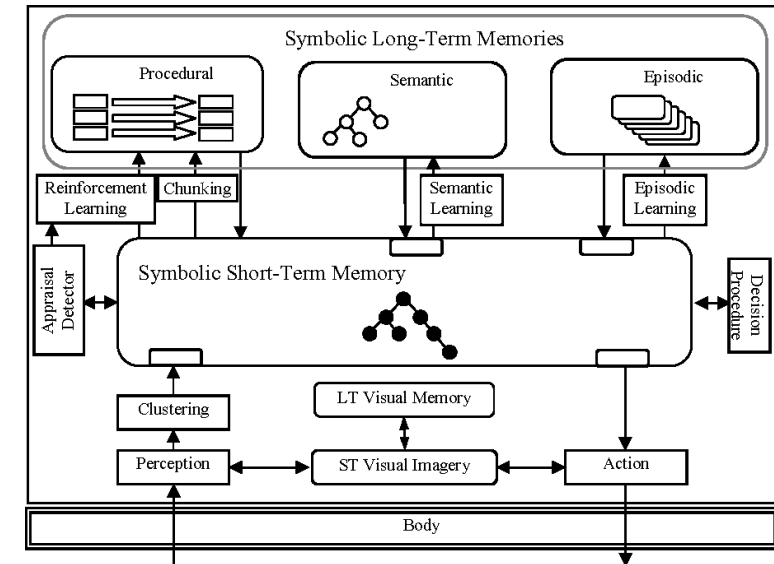 Symbolic Long-Term Memories
Procedural
Semantic
Episodic
Reinforcement
Learning
Chunking
Semantic
Learning
Episodic
Learning
Symbolic Short-Term Memory
Appraisal
Detector
Decision
Procedure
Clustering
LT Visual Memory
Perception
ST Visual Imagery
Action
Body